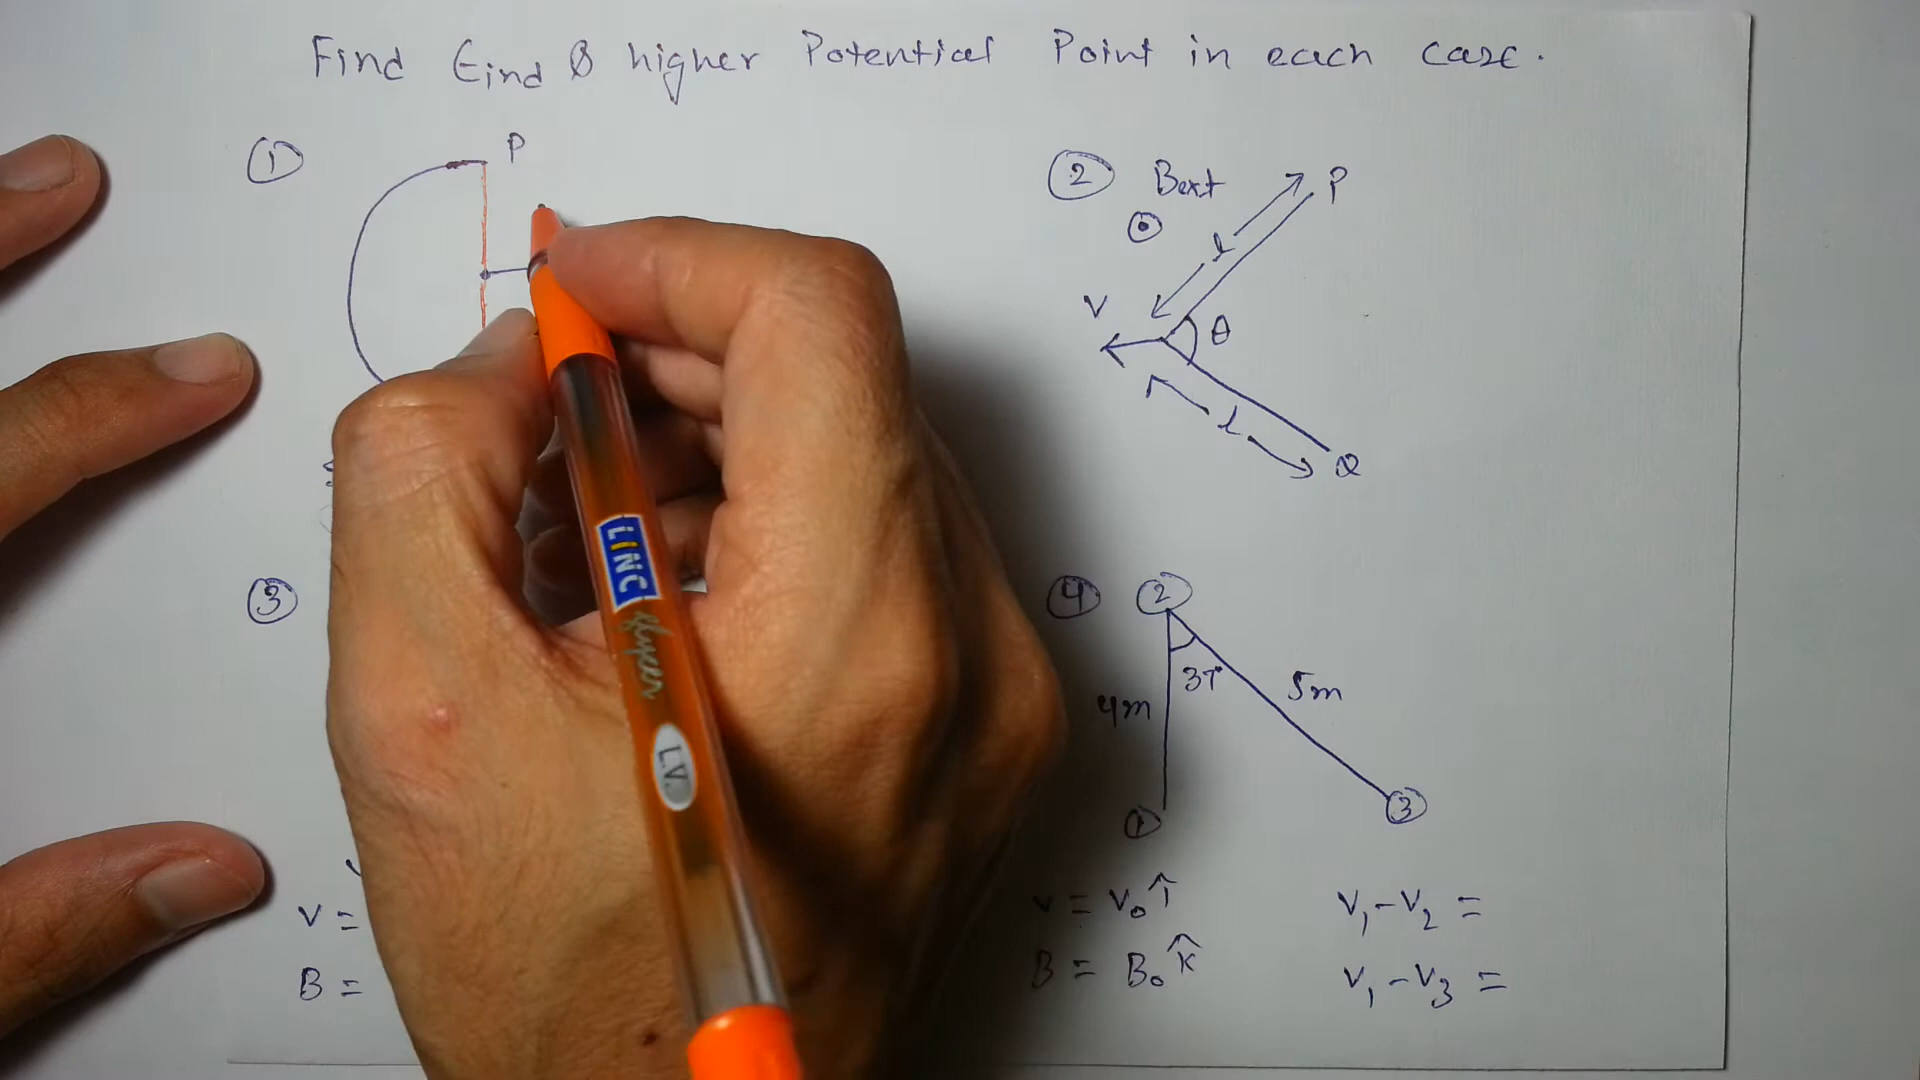 Find Eind & higher Potential Point in each case.
① P
② Bext P
l
V θ
l
Q
③
④ ②
37°
4m 5m
① ③
V =
B =
V = V₀ î
B = B₀ k̂
V₁ - V₂ =
V₁ - V₃ =
LINC
LV.